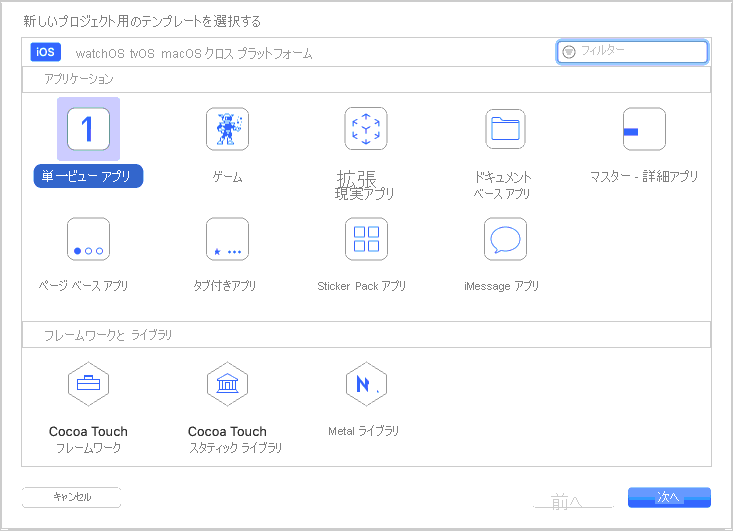 新しいプロジェクト用のテンプレートを選択する
iOS watchOS tvOS macOS クロス プラットフォーム フィルター
アプリケーション
1
単一ビュー アプリ
ゲーム
拡張
現実アプリ
ドキュメント
ベース アプリ
マスター - 詳細アプリ
ページ ベース アプリ
タブ付きアプリ
Sticker Pack アプリ
iMessage アプリ
フレームワークと ライブラリ
Cocoa Touch
フレームワーク
Cocoa Touch
スタティック ライブラリ
Metal ライブラリ
キャンセル
前へ
次へ